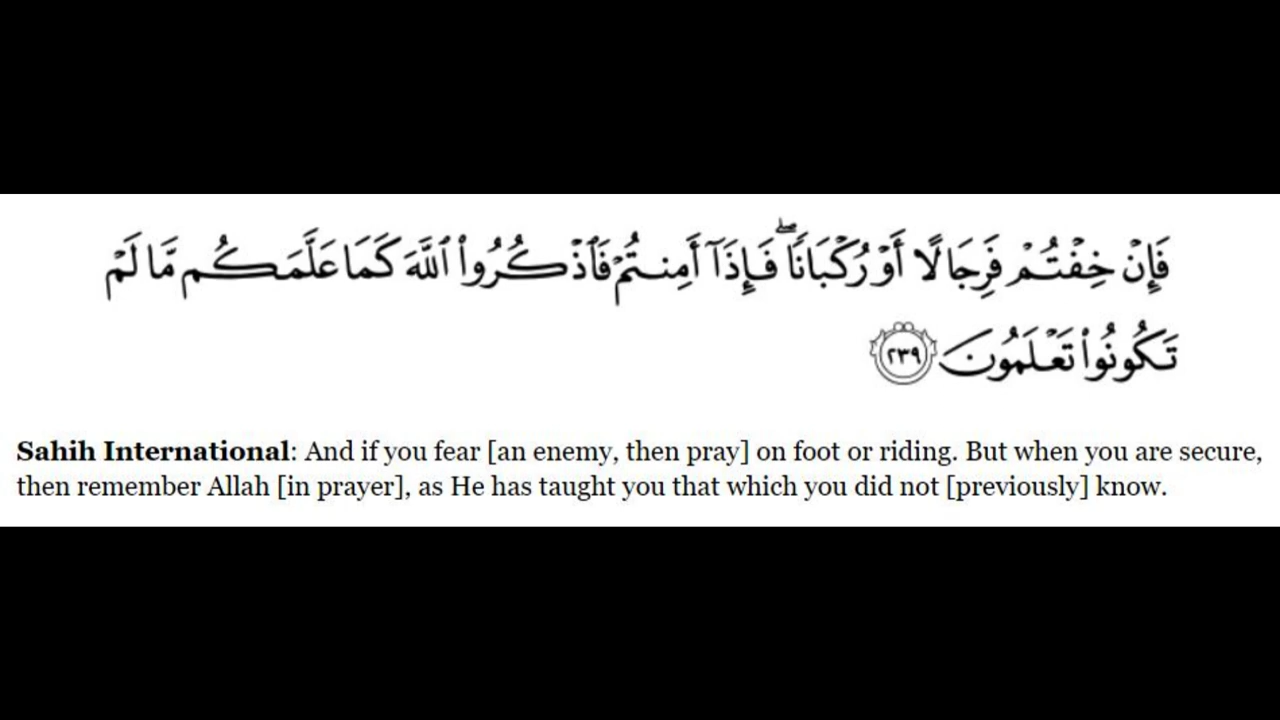 فَإِنْ خِفْتُمْ فَرِجَالًا أَوْ رُكْبَانًا ۖ فَإِذَآ أَمِنتُمْ فَٱذْكُرُوا۟ ٱللَّهَ كَمَا عَلَّمَكُم مَّا لَمْ
تَكُونُوا۟ تَعْلَمُونَ ٢٣٩
Sahih International: And if you fear [an enemy, then pray] on foot or riding. But when you are secure,
then remember Allah [in prayer], as He has taught you that which you did not [previously] know.